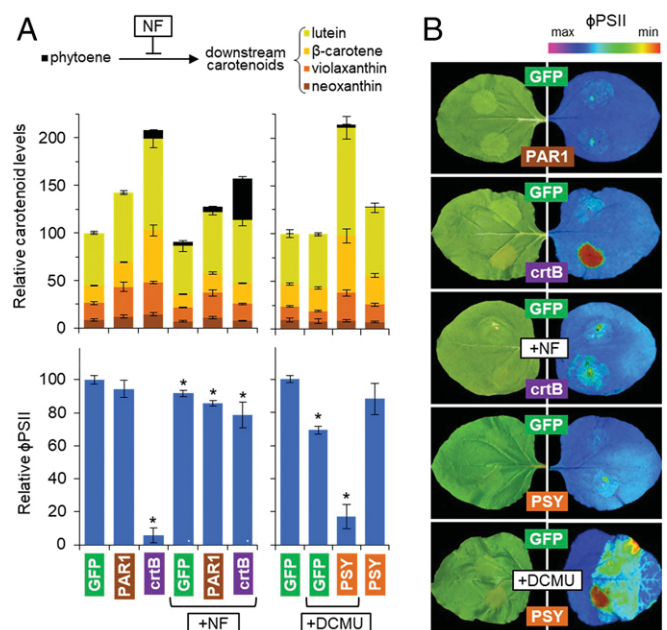 A
NF
phytoene
downstream carotenoids
lutein
β-carotene
violaxanthin
neoxanthin
Relative carotenoid levels
200
150
100
50
0
Relative ϕPSII
100
80
60
40
20
0
* * * * * *
GFP PAR1 crtB GFP PAR1 crtB GFP GFP PSY PSY
+NF +DCMU
B
ϕPSII
max min
GFP
PAR1
GFP
crtB
GFP
+NF
crtB
GFP
PSY
GFP
+DCMU
PSY